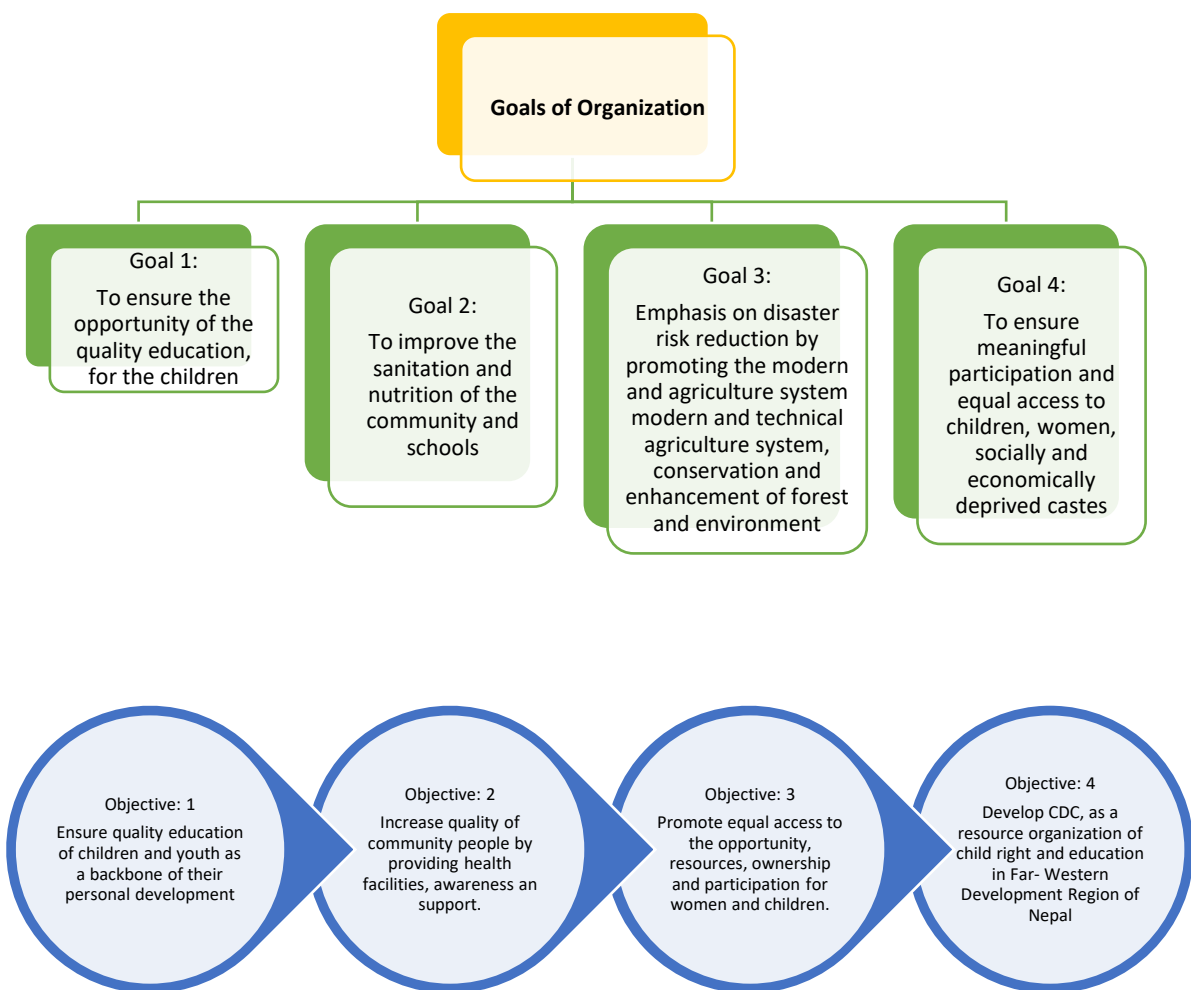 Goals of Organization
Goal 1:
To ensure the
opportunity of the
quality education,
for the children
Goal 2:
To improve the
sanitation and
nutrition of the
community and
schools
Goal 3:
Emphasis on disaster
risk reduction by
promoting the modern
and agriculture system
modern and technical
agriculture system,
conservation and
enhancement of forest
and environment
Goal 4:
To ensure
meaningful
participation and
equal access to
children, women,
socially and
economically
deprived castes
Objective: 1
Ensure quality education
of children and youth as
a backbone of their
personal development
Objective: 2
Increase quality of
community people by
providing health
facilities, awareness an
support.
Objective: 3
Promote equal access to
the opportunity,
resources, ownership
and participation for
women and children.
Objective: 4
Develop CDC, as a
resource organization of
child right and education
in Far- Western
Development Region of
Nepal